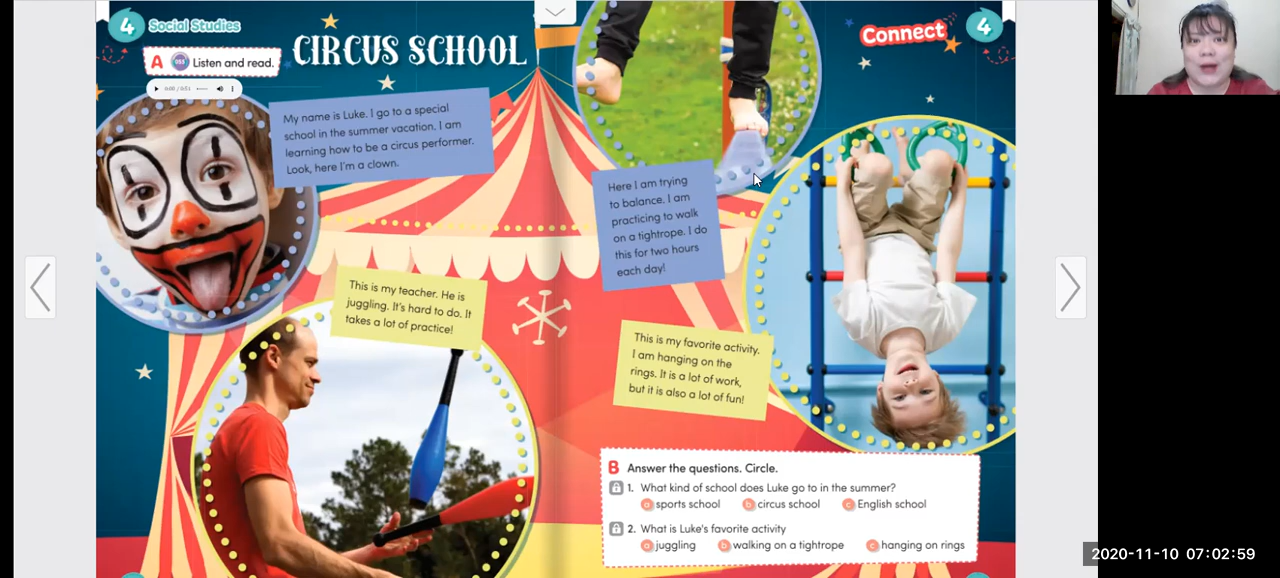 4 Social Studies
A 053 Listen and read.
0:00 / 0:51
CIRCUS SCHOOL
Connect 4
My name is Luke. I go to a special
school in the summer vacation. I am
learning how to be a circus performer.
Look, here I'm a clown.
Here I am trying
to balance. I am
practicing to walk
on a tightrope. I do
this for two hours
each day!
This is my teacher. He is
juggling. It's hard to do. It
takes a lot of practice!
This is my favorite activity.
I am hanging on the
rings. It is a lot of work,
but it is also a lot of fun!
B Answer the questions. Circle.
1. What kind of school does Luke go to in the summer?
a sports school b circus school c English school
2. What is Luke's favorite activity
a juggling b walking on a tightrope c hanging on rings
2020-11-10 07:02:59